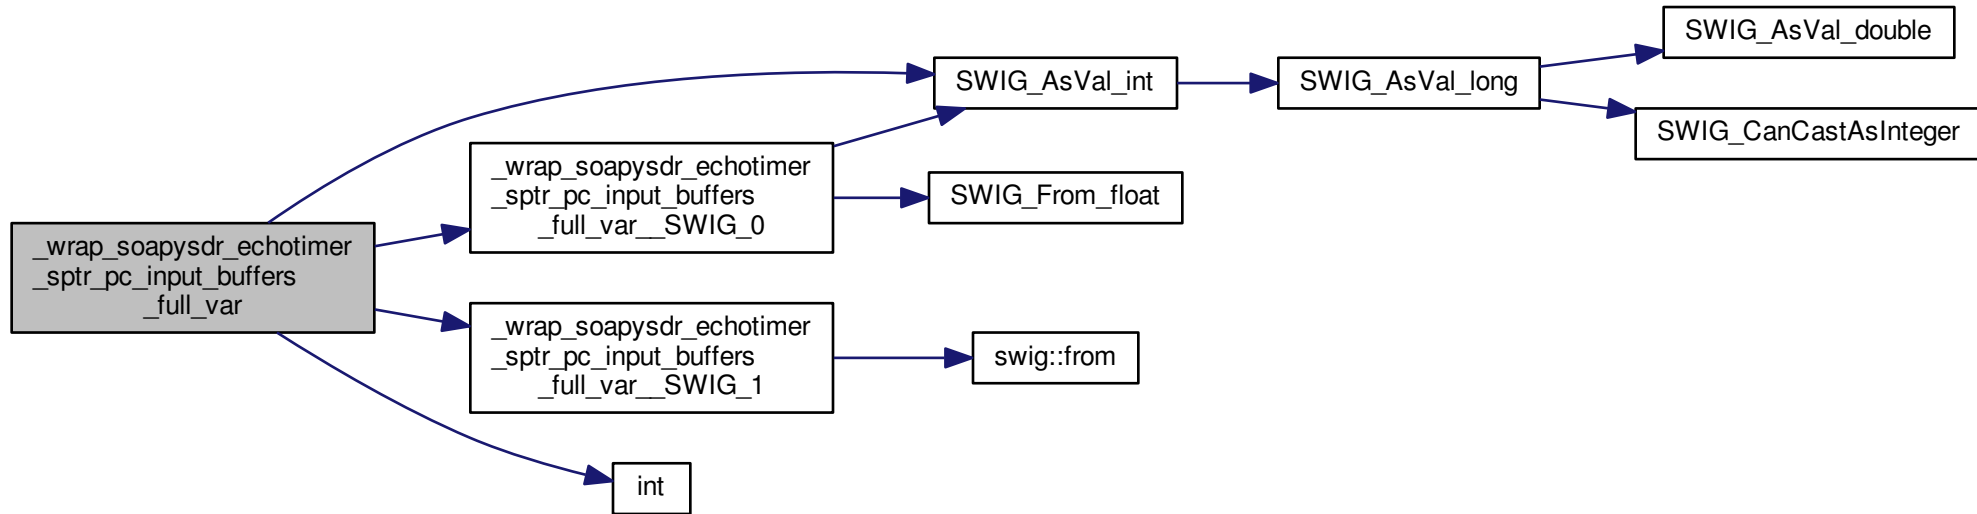 _wrap_soapysdr_echotimer
_sptr_pc_input_buffers
_full_var
_wrap_soapysdr_echotimer
_sptr_pc_input_buffers
_full_var__SWIG_0
_wrap_soapysdr_echotimer
_sptr_pc_input_buffers
_full_var__SWIG_1
int
SWIG_AsVal_int
SWIG_From_float
swig::from
SWIG_AsVal_long
SWIG_AsVal_double
SWIG_CanCastAsInteger